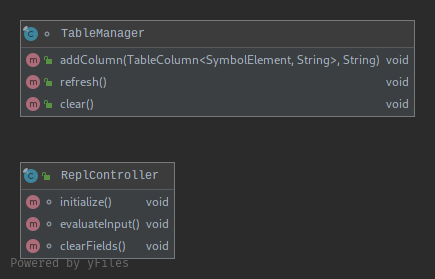 TableManager
addColumn(TableColumn<SymbolElement, String>, String) void
refresh() void
clear() void
ReplController
initialize() void
evaluateInput() void
clearFields() void
Powered by yFiles